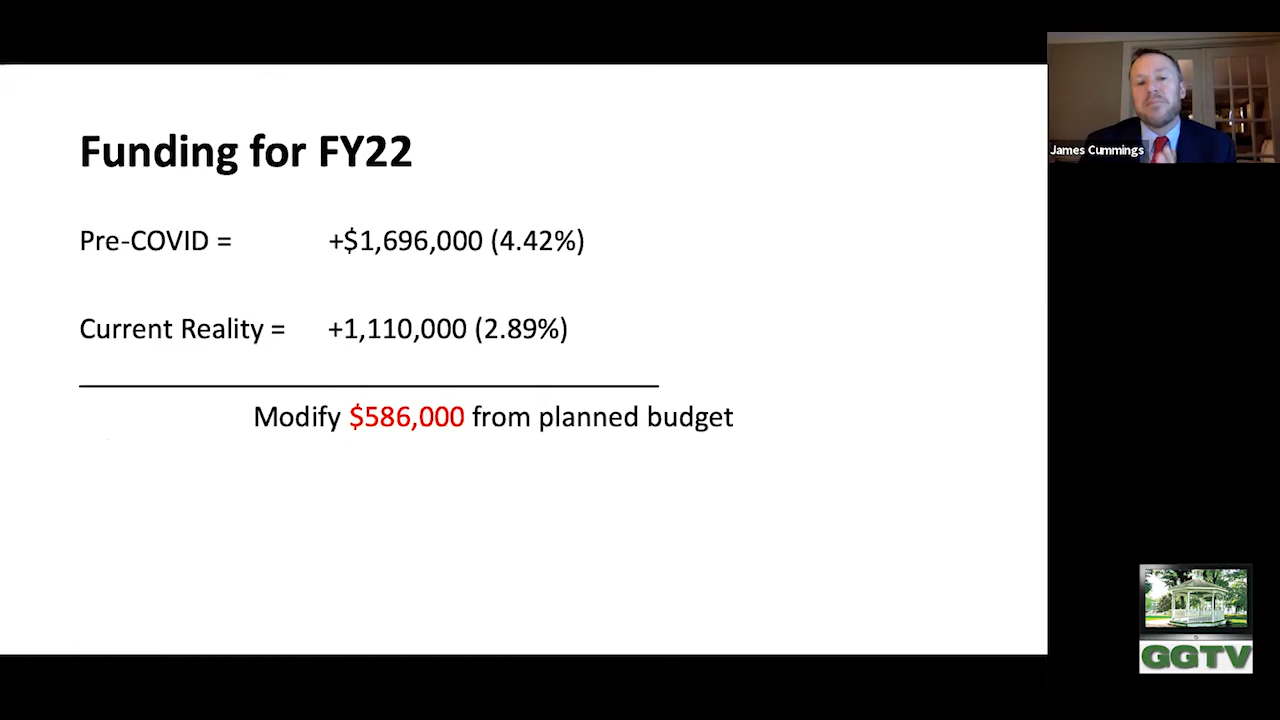 Funding for FY22
Pre-COVID = +$1,696,000 (4.42%)
Current Reality = +1,110,000 (2.89%)
Modify $586,000 from planned budget
James Cummings
GGTV